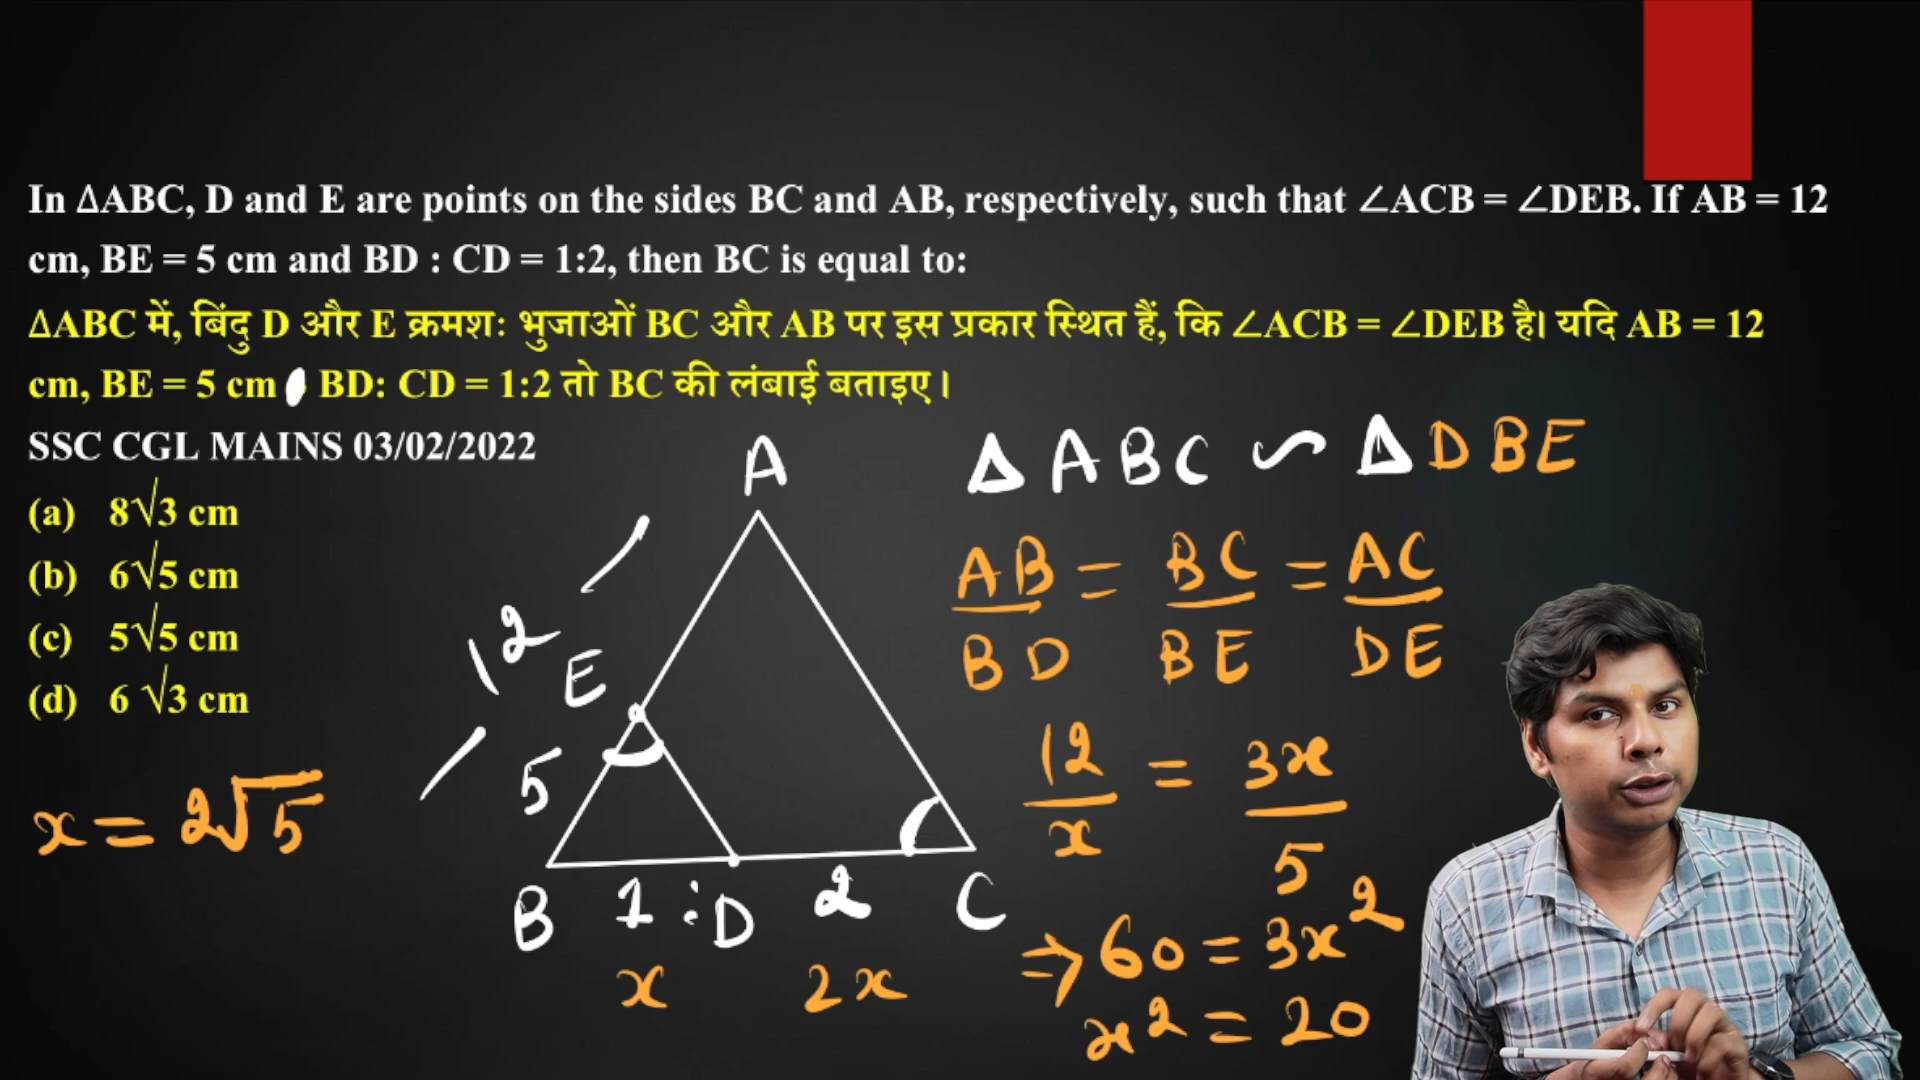 In ΔABC, D and E are points on the sides BC and AB, respectively, such that ∠ACB = ∠DEB. If AB = 12
cm, BE = 5 cm and BD : CD = 1:2, then BC is equal to:
ΔABC में, बिंदु D और E क्रमश: भुजाओं BC और AB पर इस प्रकार स्थित हैं, कि ∠ACB = ∠DEB है। यदि AB = 12
cm, BE = 5 cm BD: CD = 1:2 तो BC की लंबाई बताइए।
SSC CGL MAINS 03/02/2022
(a) 8√3 cm
(b) 6√5 cm
(c) 5√5 cm
(d) 6 √3 cm
x = 2√5
A
12
E
5
B 1 : D 2 C
x 2x
Δ ABC ∽ Δ DBE
AB/BD = BC/BE = AC/DE
12/x = 3x/5
⇒ 60 = 3x²
x² = 20